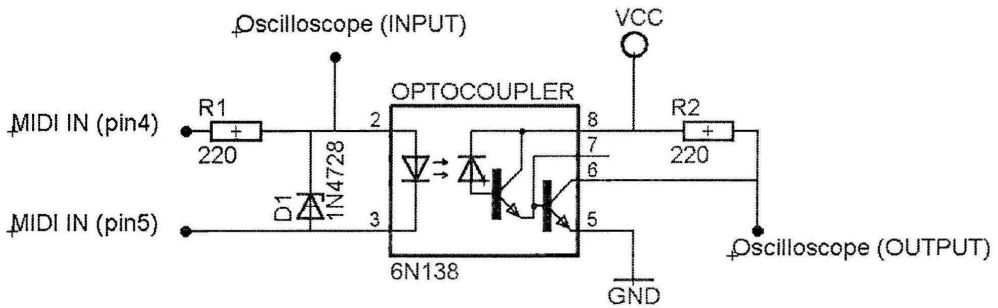 Oscilloscope (INPUT)
VCC
OPTOCOUPLER
MIDI IN (pin4)
R1
220
2
8
R2
220
7
6
D1
1N4728
MIDI IN (pin5)
3
5
Oscilloscope (OUTPUT)
6N138
GND